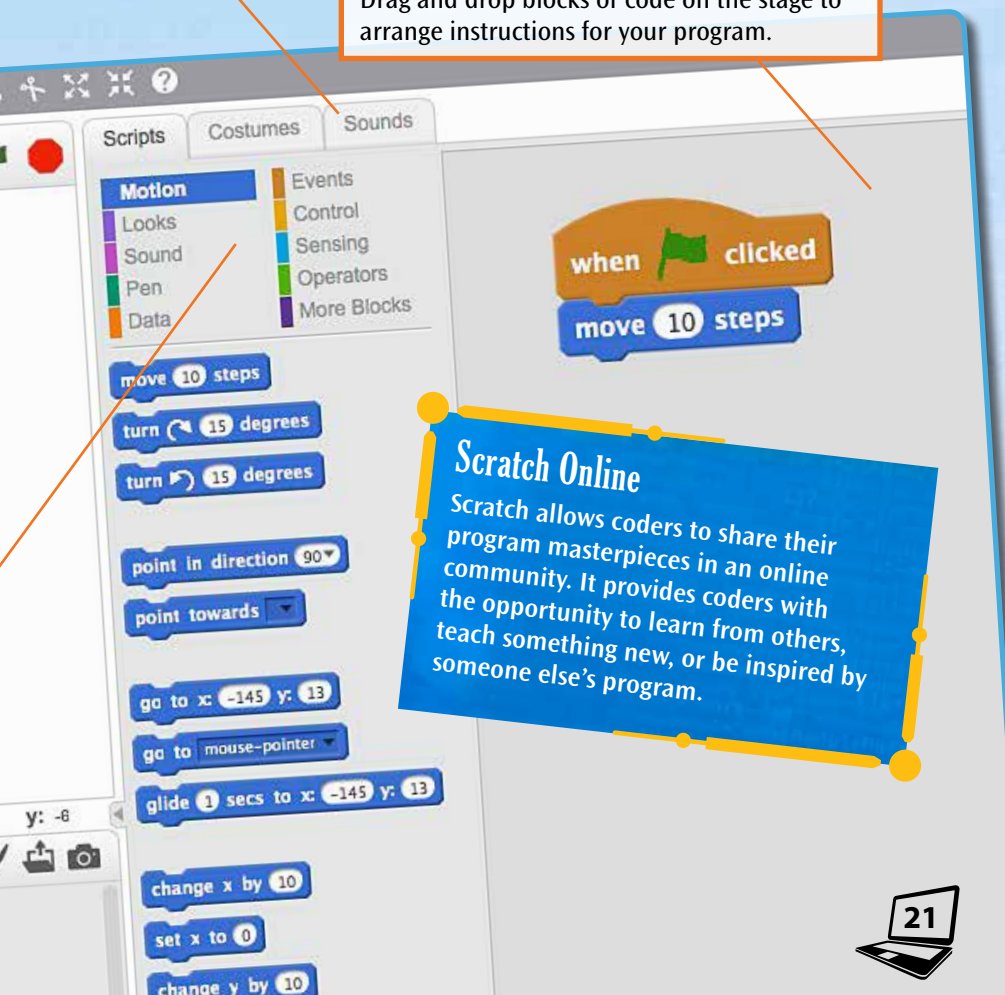 Drag and drop blocks of code on the stage to
arrange instructions for your program.
Scripts
Costumes
Sounds
Motion
Looks
Sound
Pen
Data
Events
Control
Sensing
Operators
More Blocks
move 10 steps
turn 15 degrees
turn 15 degrees
point in direction 90
point towards
go to x: -145 y: 13
go to mouse-pointer
glide 1 secs to x: -145 y: 13
change x by 10
set x to 0
change y by 10
when clicked
move 10 steps
y: -6
Scratch Online
Scratch allows coders to share their
program masterpieces in an online
community. It provides coders with
the opportunity to learn from others,
teach something new, or be inspired by
someone else's program.
21